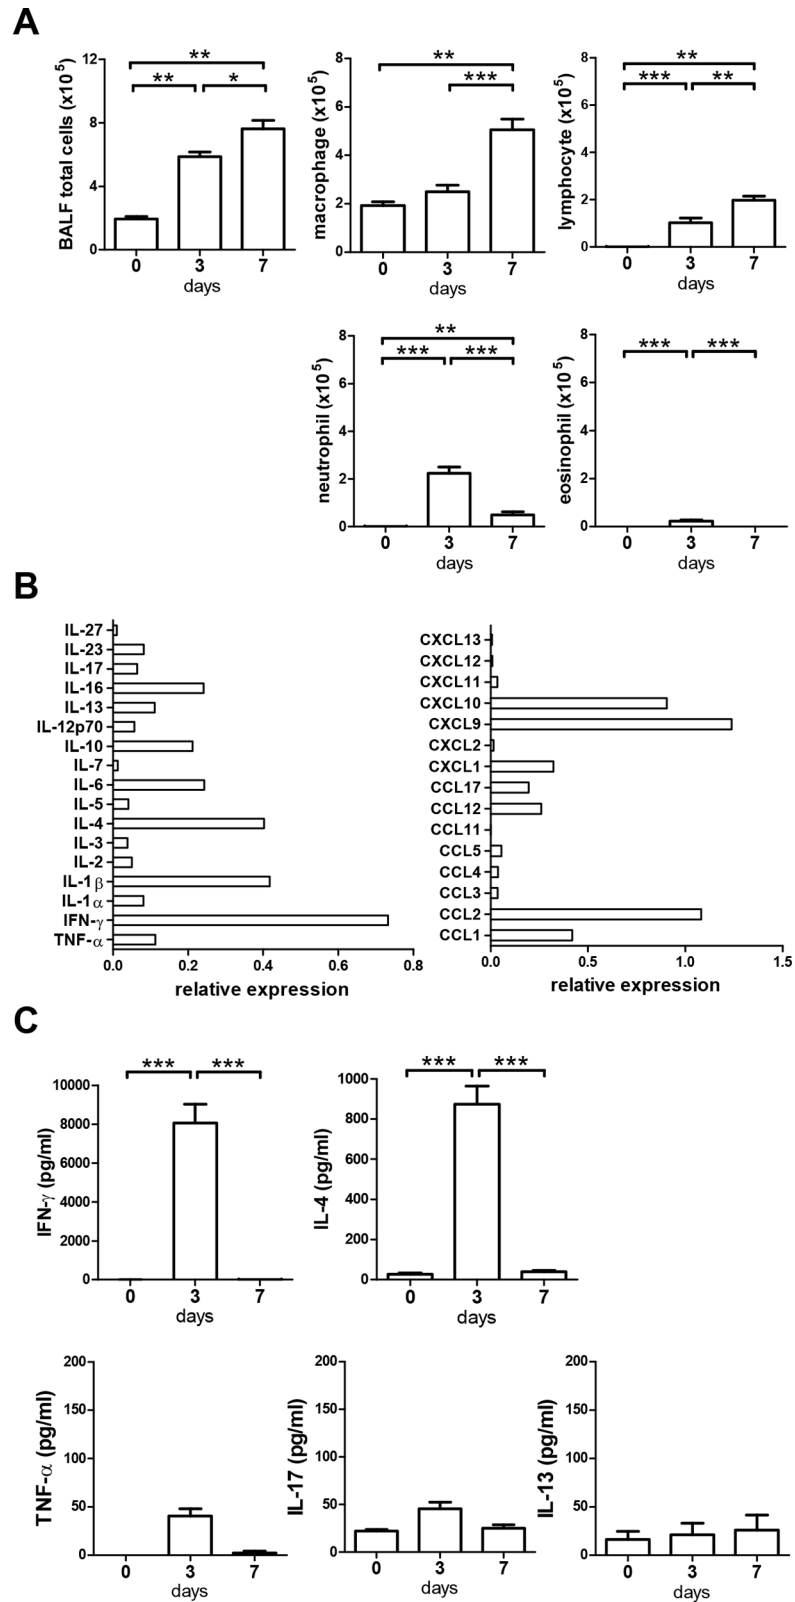 A
BALF total cells (x10⁵)
12
8
4
0
** 
** *
0 3 7
days
macrophage (x10⁵)
8
6
4
2
0
**
***
0 3 7
days
lymphocyte (x10⁵)
8
6
4
2
0
**
*** **
0 3 7
days
neutrophil (x10⁵)
8
6
4
2
0
**
*** ***
0 3 7
days
eosinophil (x10⁵)
8
6
4
2
0
*** ***
0 3 7
days
B
IL-27
IL-23
IL-17
IL-16
IL-13
IL-12p70
IL-10
IL-7
IL-6
IL-5
IL-4
IL-3
IL-2
IL-1β
IL-1α
IFN-γ
TNF-α
0.0 0.2 0.4 0.6 0.8
relative expression
CXCL13
CXCL12
CXCL11
CXCL10
CXCL9
CXCL2
CXCL1
CCL17
CCL12
CCL11
CCL5
CCL4
CCL3
CCL2
CCL1
0.0 0.5 1.0 1.5
relative expression
C
IFN-γ (pg/ml)
10000
8000
6000
4000
2000
0
*** ***
0 3 7
days
IL-4 (pg/ml)
1000
800
600
400
200
0
*** ***
0 3 7
days
TNF-α (pg/ml)
200
150
100
50
0
0 3 7
days
IL-17 (pg/ml)
200
150
100
50
0
0 3 7
days
IL-13 (pg/ml)
200
150
100
50
0
0 3 7
days